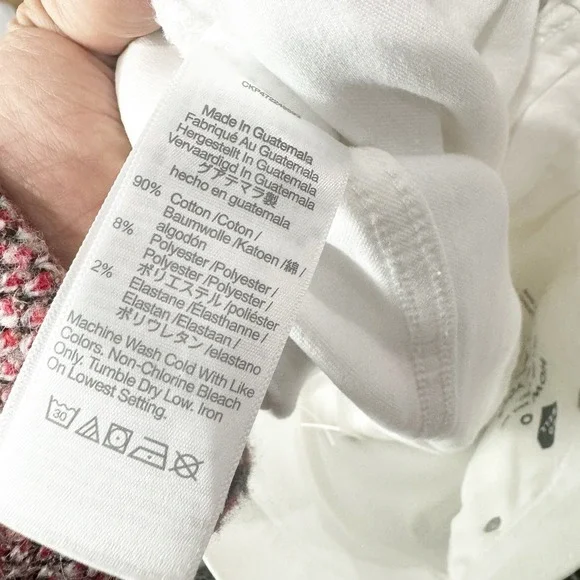 Made In Guatemala
Fabriqué Au Guatemala
Hergestellt In Guatemala
Vervaardigd In Guatemala
グアテマラ製
hecho en guatemala
90% Cotton /Coton /
Baumwolle /Katoen /綿 /
algodón
8% Polyester /Polyester /
Polyester /Polyester /
ポリエステル /poliéster
2% Elastane /Elasthanne /
Elastan /Elastaan /
ポリウレタン /elastano
Machine Wash Cold With Like
Colors. Non-Chlorine Bleach
Only. Tumble Dry Low. Iron
On Lowest Setting.
30